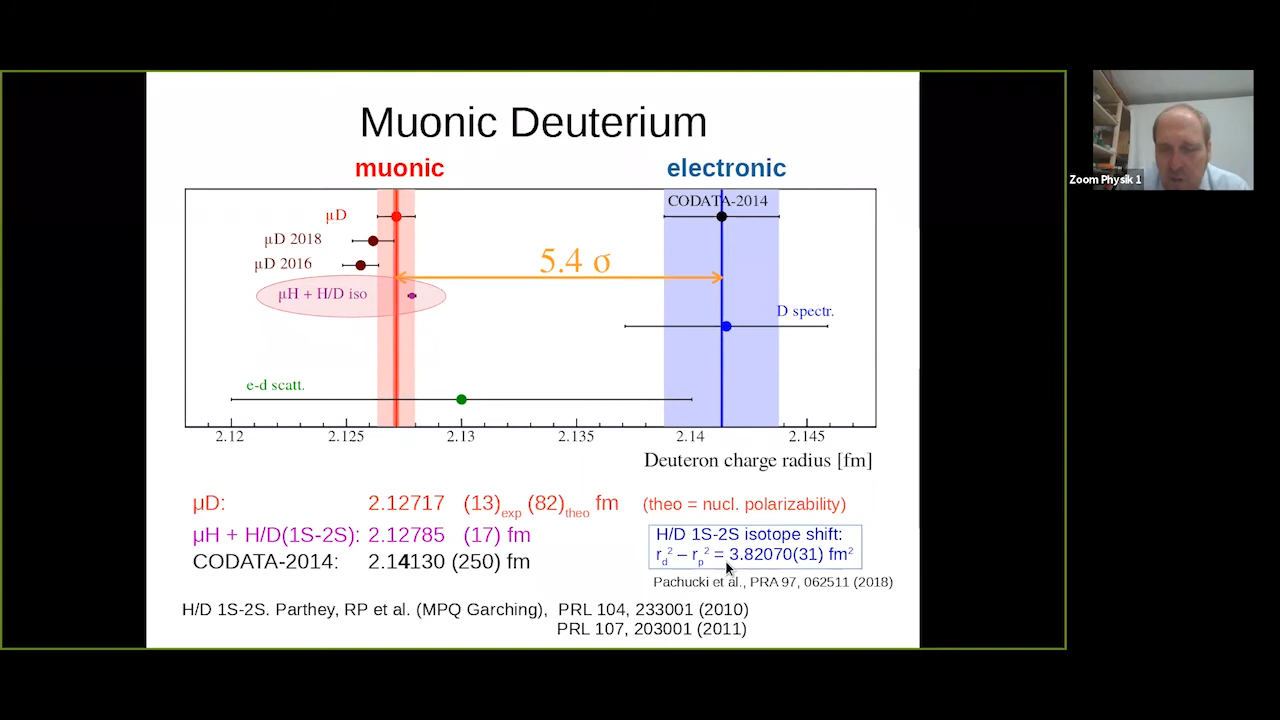 Muonic Deuterium
muonic electronic
CODATA-2014
μD
μD 2018
μD 2016
5.4 σ
μH + H/D iso
D spectr.
e-d scatt.
2.12 2.125 2.13 2.135 2.14 2.145
Deuteron charge radius [fm]
μD: 2.12717 (13)exp (82)theo fm (theo = nucl. polarizability)
μH + H/D(1S-2S): 2.12785 (17) fm
H/D 1S-2S isotope shift:
rd² – rp² = 3.82070(31) fm²
CODATA-2014: 2.14130 (250) fm
Pachucki et al., PRA 97, 062511 (2018)
H/D 1S-2S. Parthey, RP et al. (MPQ Garching), PRL 104, 233001 (2010)
PRL 107, 203001 (2011)
Zoom Physik 1